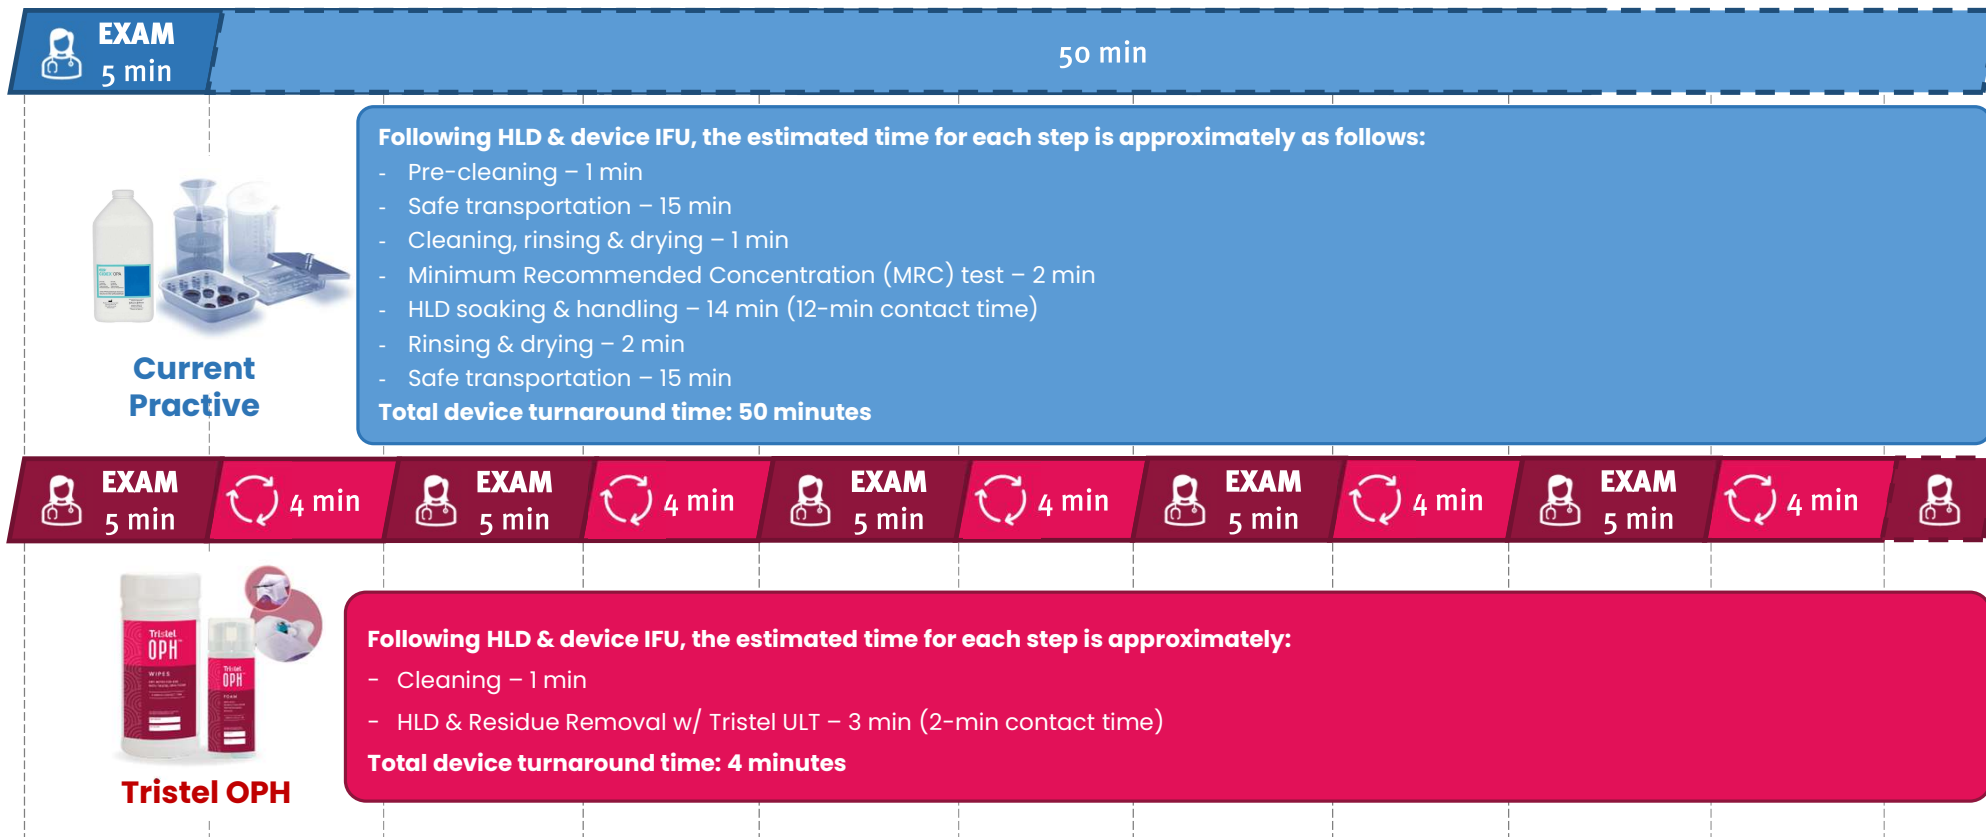 EXAM
5 min
50 min
Following HLD & device IFU, the estimated time for each step is approximately as follows:
- Pre-cleaning – 1 min
- Safe transportation – 15 min
- Cleaning, rinsing & drying – 1 min
- Minimum Recommended Concentration (MRC) test – 2 min
- HLD soaking & handling – 14 min (12-min contact time)
- Rinsing & drying – 2 min
- Safe transportation – 15 min
Total device turnaround time: 50 minutes
Current
Practive
EXAM
5 min
4 min
EXAM
5 min
4 min
EXAM
5 min
4 min
EXAM
5 min
4 min
EXAM
5 min
4 min
Tristel
OPH
WIPES
Tristel
OPH
FOAM
Following HLD & device IFU, the estimated time for each step is approximately:
- Cleaning – 1 min
- HLD & Residue Removal w/ Tristel ULT – 3 min (2-min contact time)
Total device turnaround time: 4 minutes
Tristel OPH